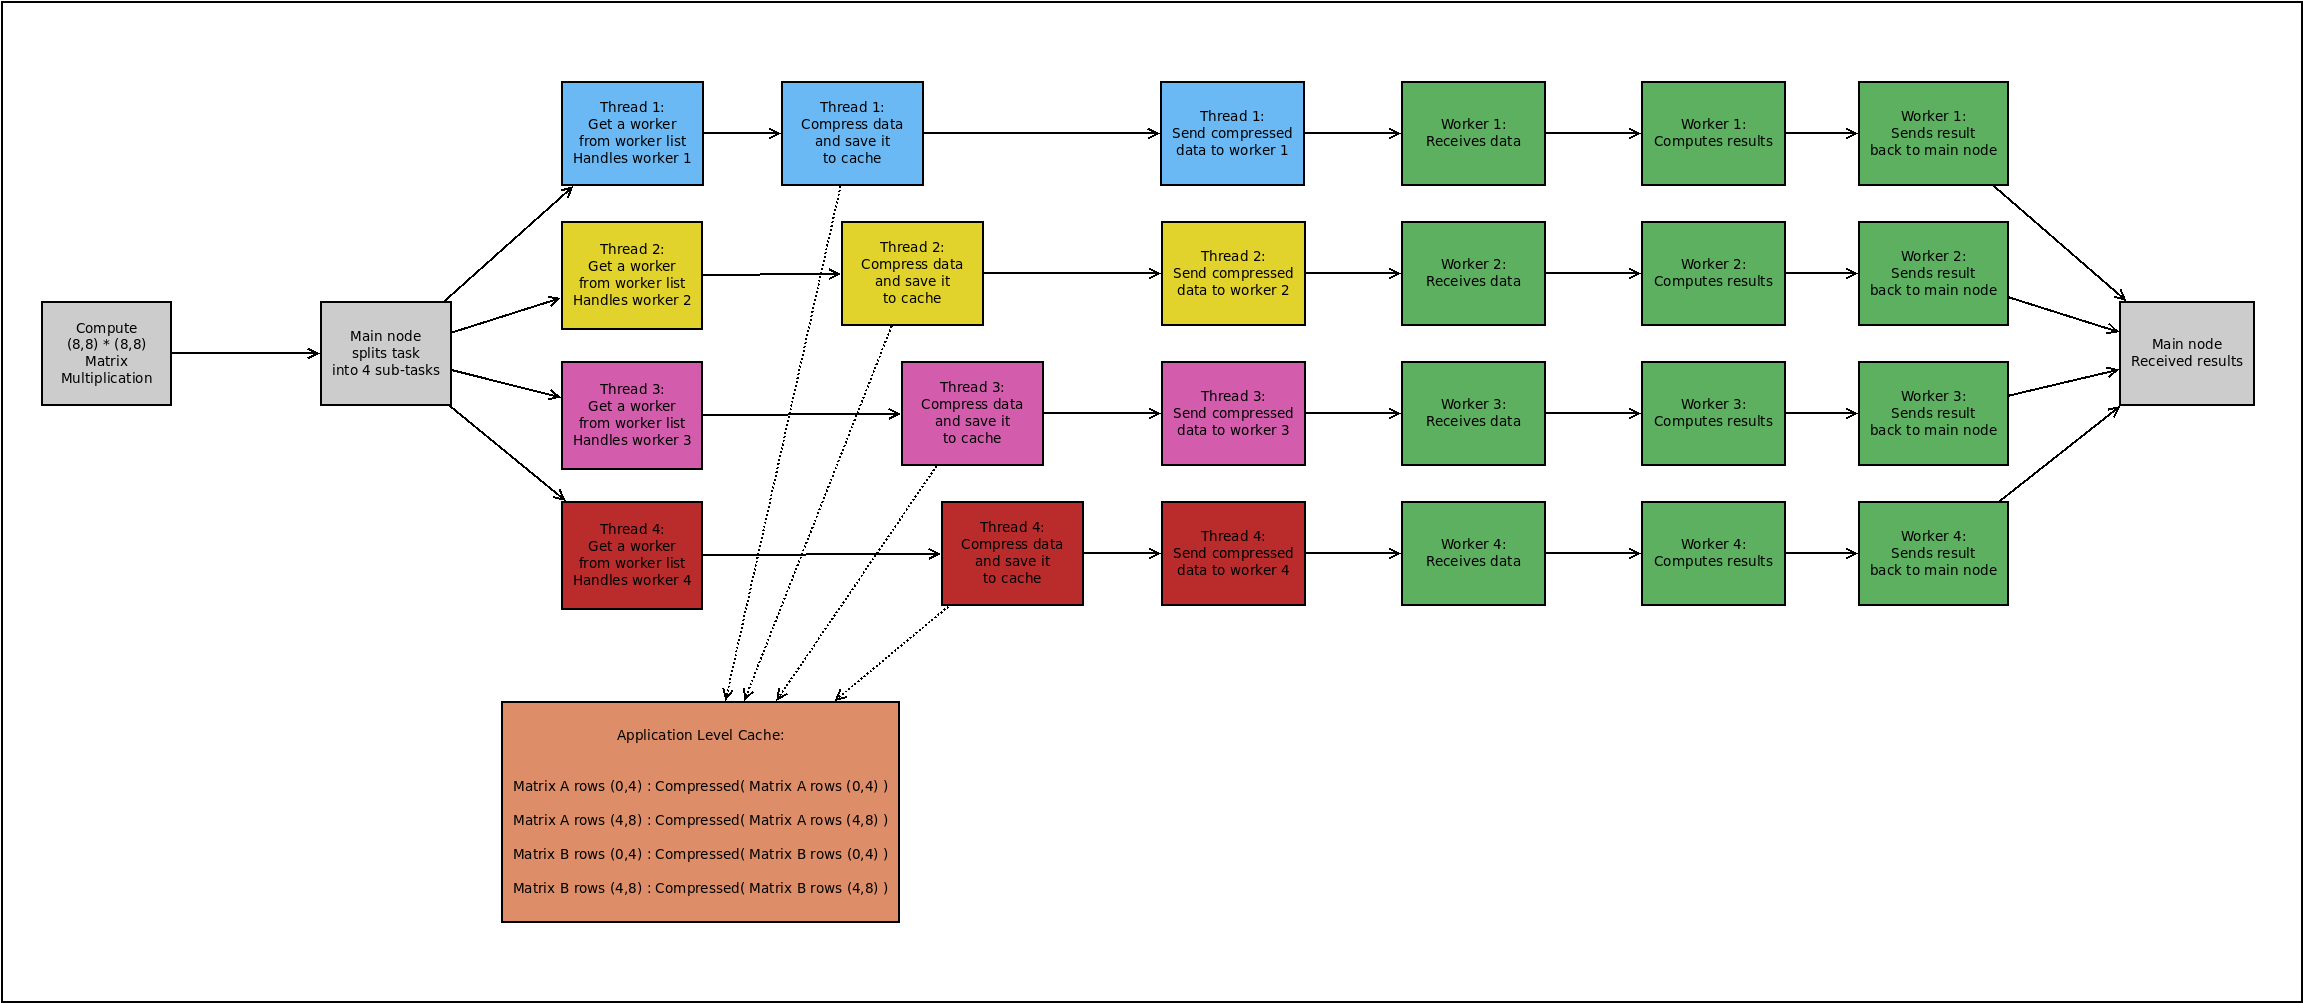 Compute
(8,8) * (8,8)
Matrix
Multiplication
Main node
splits task
into 4 sub-tasks
Thread 1:
Get a worker
from worker list
Handles worker 1
Thread 1:
Compress data
and save it
to cache
Thread 1:
Send compressed
data to worker 1
Worker 1:
Receives data
Worker 1:
Computes results
Worker 1:
Sends result
back to main node
Thread 2:
Get a worker
from worker list
Handles worker 2
Thread 2:
Compress data
and save it
to cache
Thread 2:
Send compressed
data to worker 2
Worker 2:
Receives data
Worker 2:
Computes results
Worker 2:
Sends result
back to main node
Thread 3:
Get a worker
from worker list
Handles worker 3
Thread 3:
Compress data
and save it
to cache
Thread 3:
Send compressed
data to worker 3
Worker 3:
Receives data
Worker 3:
Computes results
Worker 3:
Sends result
back to main node
Thread 4:
Get a worker
from worker list
Handles worker 4
Thread 4:
Compress data
and save it
to cache
Thread 4:
Send compressed
data to worker 4
Worker 4:
Receives data
Worker 4:
Computes results
Worker 4:
Sends result
back to main node
Main node
Received results
Application Level Cache:
Matrix A rows (0,4) : Compressed( Matrix A rows (0,4) )
Matrix A rows (4,8) : Compressed( Matrix A rows (4,8) )
Matrix B rows (0,4) : Compressed( Matrix B rows (0,4) )
Matrix B rows (4,8) : Compressed( Matrix B rows (4,8) )